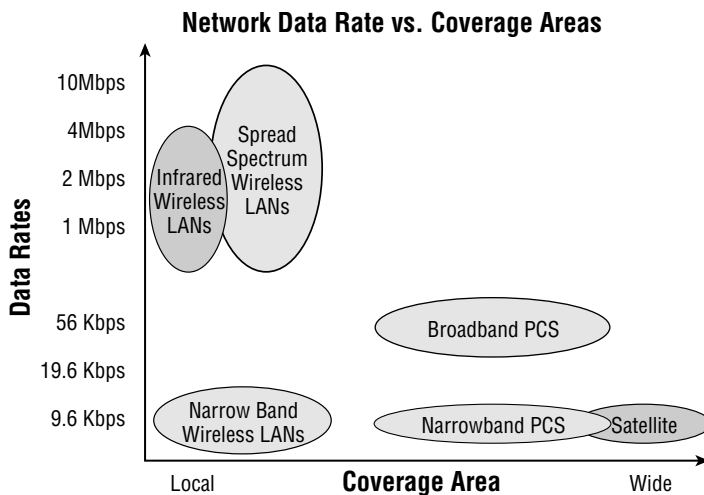 Network Data Rate vs. Coverage Areas
10Mbps
4Mbps
2 Mbps
1 Mbps
56 Kbps
19.6 Kbps
9.6 Kbps
Data Rates
Infrared
Wireless
LANs
Spread
Spectrum
Wireless
LANs
Broadband PCS
Narrow Band
Wireless LANs
Narrowband PCS
Satellite
Local
Coverage Area
Wide